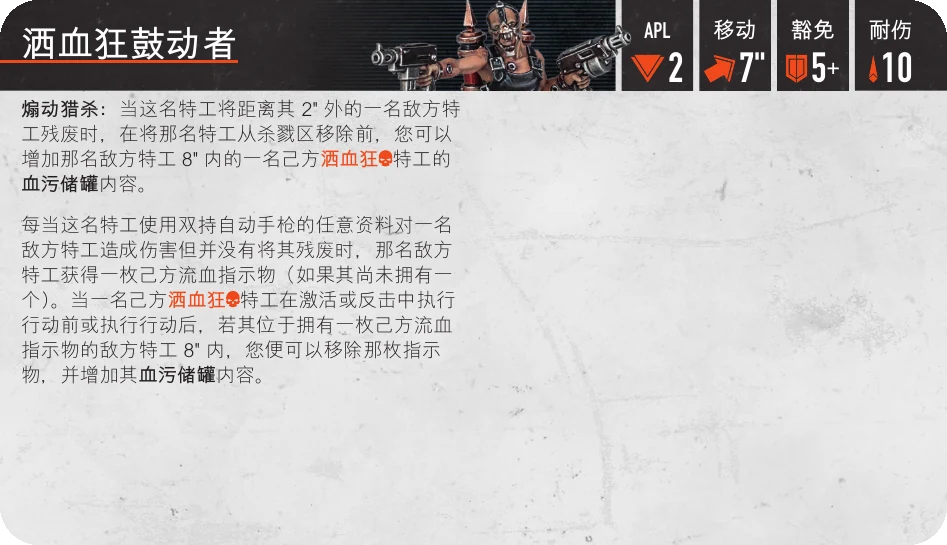 洒血狂鼓动者
APL
2
移动
7"
豁免
5+
耐伤
10
煽动猎杀：当这名特工将距离其 2" 外的一名敌方特
工残废时，在将那名特工从杀戮区移除前，您可以
增加那名敌方特工 8" 内的一名己方洒血狂特工的
血污储罐内容。
每当这名特工使用双持自动手枪的任意资料对一名
敌方特工造成伤害但并没有将其残废时，那名敌方
特工获得一枚己方流血指示物（如果其尚未拥有一
个）。当一名己方洒血狂特工在激活或反击中执行
行动前或执行行动后，若其位于拥有一枚己方流血
指示物的敌方特工 8" 内，您便可以移除那枚指示
物，并增加其血污储罐内容。